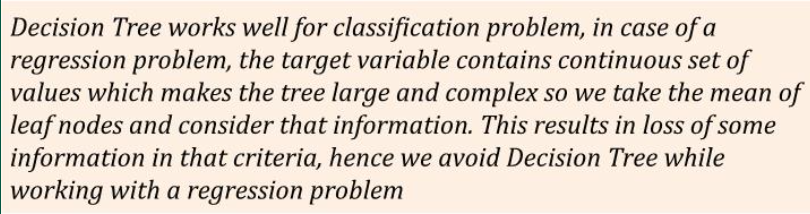 Decision Tree works well for classification problem, in case of a
regression problem, the target variable contains continuous set of
values which makes the tree large and complex so we take the mean of
leaf nodes and consider that information. This results in loss of some
information in that criteria, hence we avoid Decision Tree while
working with a regression problem